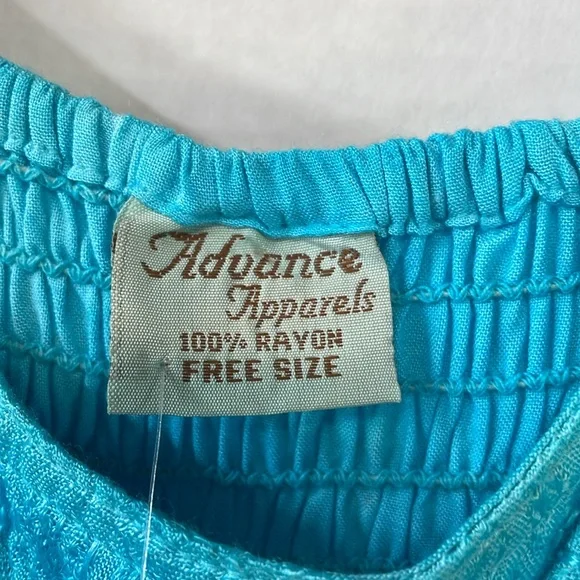 Advance
Apparels
100% RAYON
FREE SIZE